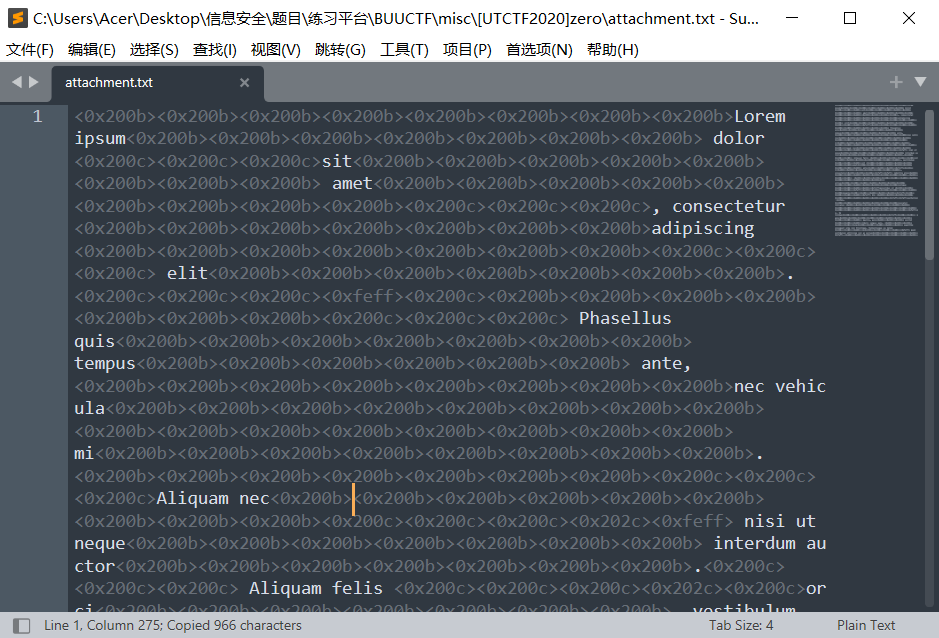 C:\Users\Acer\Desktop\信息安全\题目\练习平台\BUUCTF\misc\[UTCTF2020]zero\attachment.txt - Su...
文件(F) 编辑(E) 选择(S) 查找(I) 视图(V) 跳转(G) 工具(T) 项目(P) 首选项(N) 帮助(H)
attachment.txt
1
<0x200b><0x200b><0x200b><0x200b><0x200b><0x200b><0x200b><0x200b>Lorem
ipsum<0x200b><0x200b><0x200b><0x200b><0x200b><0x200b><0x200b> dolor
<0x200c><0x200c><0x200c>sit<0x200b><0x200b><0x200b><0x200b><0x200b>
<0x200b><0x200b><0x200b> amet<0x200b><0x200b><0x200b><0x200b><0x200b>
<0x200b><0x200b><0x200b><0x200b><0x200c><0x200c><0x200c>, consectetur
<0x200b><0x200b><0x200b><0x200b><0x200b><0x200b><0x200b>adipiscing
<0x200b><0x200b><0x200b><0x200b><0x200b><0x200b><0x200b><0x200c><0x200c>
<0x200c> elit<0x200b><0x200b><0x200b><0x200b><0x200b><0x200b><0x200b>.
<0x200c><0x200c><0x200c><0xfeff><0x200c><0x200b><0x200b><0x200b><0x200b>
<0x200b><0x200b><0x200b><0x200c><0x200c><0x200c> Phasellus
quis<0x200b><0x200b><0x200b><0x200b><0x200b><0x200b><0x200b>
tempus<0x200b><0x200b><0x200b><0x200b><0x200b><0x200b> ante,
<0x200b><0x200b><0x200b><0x200b><0x200b><0x200b><0x200b><0x200b>nec vehic
ula<0x200b><0x200b><0x200b><0x200b><0x200b><0x200b><0x200b><0x200b>
<0x200b><0x200b><0x200b><0x200b><0x200b><0x200b><0x200b><0x200b>
mi<0x200b><0x200b><0x200b><0x200b><0x200b><0x200b><0x200b><0x200b>.
<0x200b><0x200b><0x200b><0x200b><0x200b><0x200b><0x200b><0x200c><0x200c>
<0x200c>Aliquam nec<0x200b><0x200b><0x200b><0x200b><0x200b><0x200b>
<0x200b><0x200b><0x200b><0x200c><0x200c><0x200c><0x202c><0xfeff> nisi ut
neque<0x200b><0x200b><0x200b><0x200b><0x200b><0x200b><0x200b> interdum au
ctor<0x200b><0x200b><0x200b><0x200b><0x200b><0x200b><0x200b>.<0x200c>
<0x200c><0x200c> Aliquam felis <0x200c><0x200c><0x200c><0x202c><0x200c>or
ci<0x200b><0x200b><0x200b><0x200b><0x200b><0x200b><0x200b> vestibulum
Line 1, Column 275; Copied 966 characters
Tab Size: 4
Plain Text